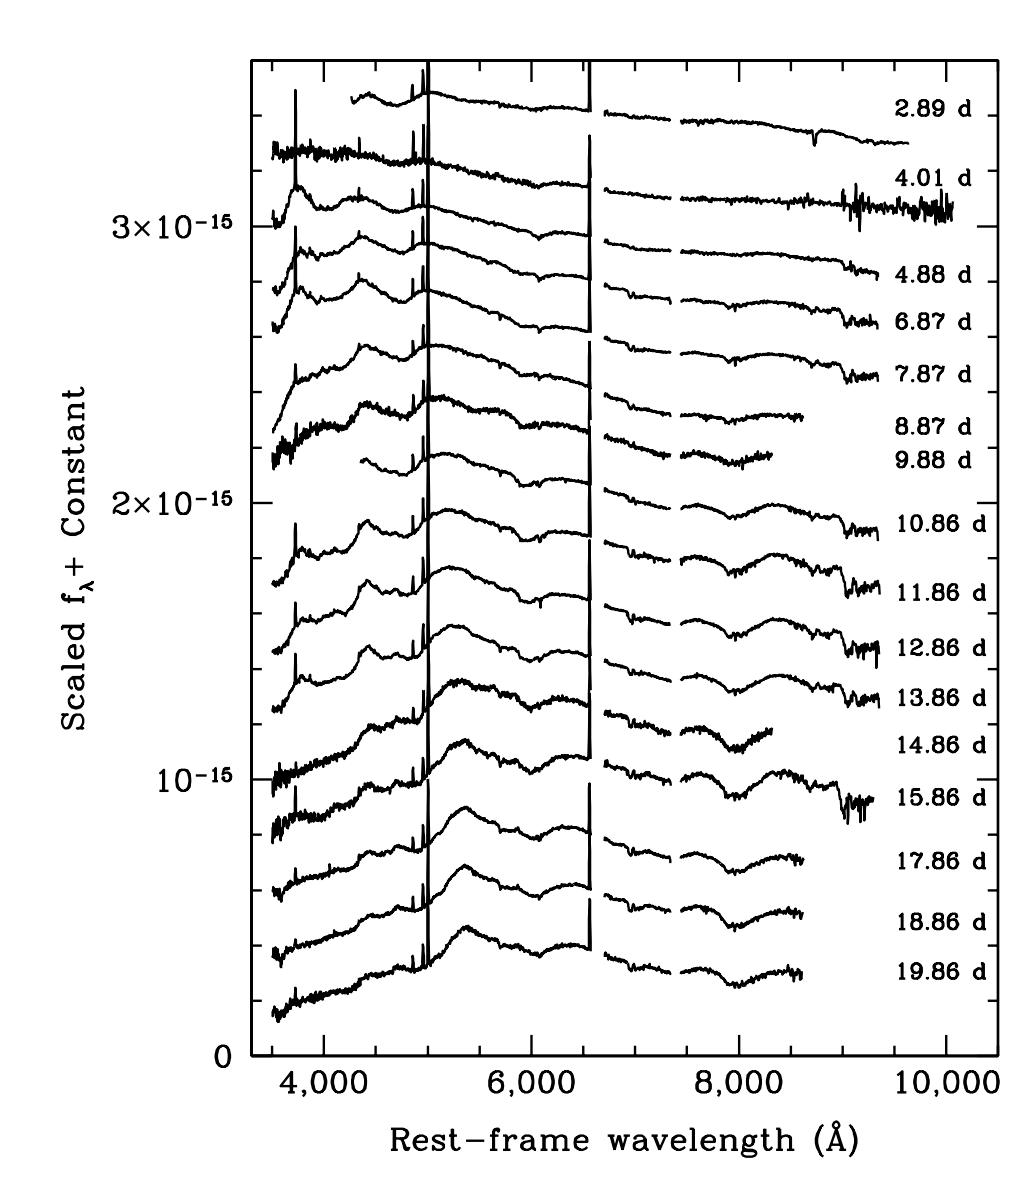 2.89 d
4.01 d
3×10⁻¹⁵
4.88 d
6.87 d
7.87 d
8.87 d
9.88 d
2×10⁻¹⁵
10.86 d
11.86 d
12.86 d
13.86 d
14.86 d
10⁻¹⁵
15.86 d
17.86 d
18.86 d
19.86 d
0
Scaled fλ+ Constant
4,000 6,000 8,000 10,000
Rest-frame wavelength (Å)